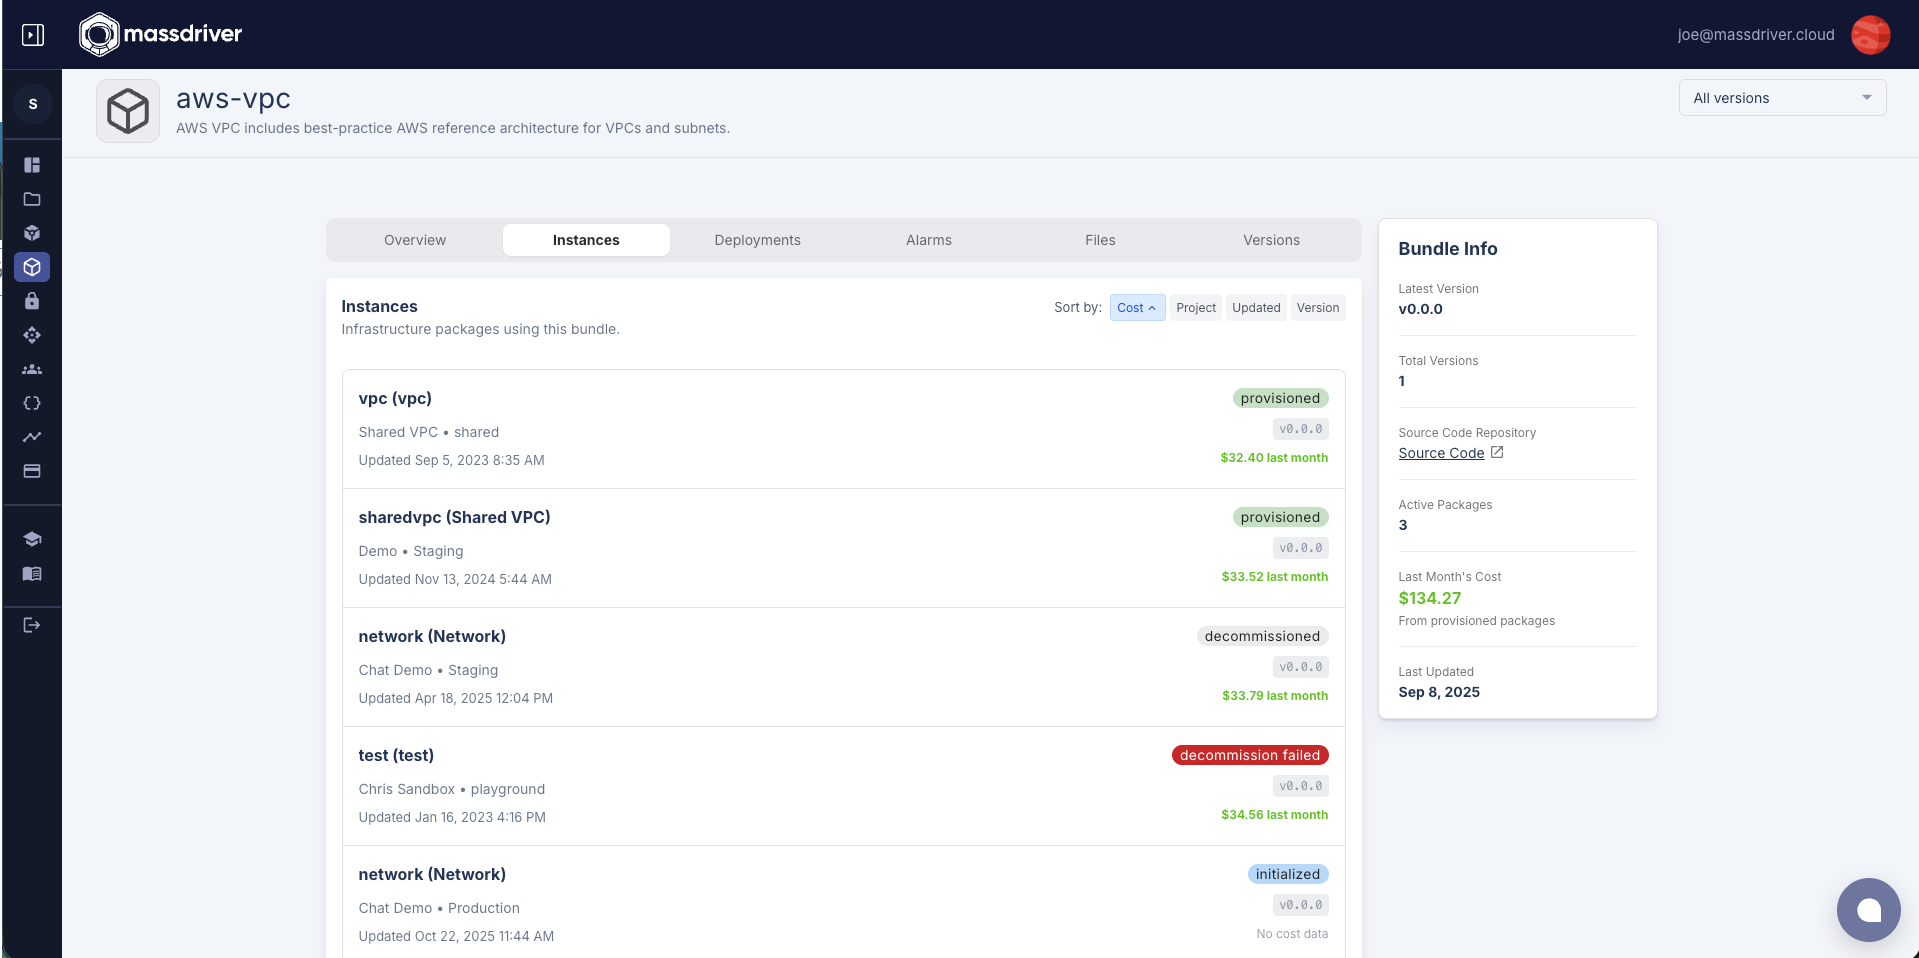 massdriver
joe@massdriver.cloud
S
aws-vpc
AWS VPC includes best-practice AWS reference architecture for VPCs and subnets.
All versions
Overview
Instances
Deployments
Alarms
Files
Versions
Instances
Infrastructure packages using this bundle.
Sort by:
Cost
Project
Updated
Version
vpc (vpc)
provisioned
Shared VPC • shared
v0.0.0
Updated Sep 5, 2023 8:35 AM
$32.40 last month
sharedvpc (Shared VPC)
provisioned
Demo • Staging
v0.0.0
Updated Nov 13, 2024 5:44 AM
$33.52 last month
network (Network)
decommissioned
Chat Demo • Staging
v0.0.0
Updated Apr 18, 2025 12:04 PM
$33.79 last month
test (test)
decommission failed
Chris Sandbox • playground
v0.0.0
Updated Jan 16, 2023 4:16 PM
$34.56 last month
network (Network)
initialized
Chat Demo • Production
v0.0.0
Updated Oct 22, 2025 11:44 AM
No cost data
Bundle Info
Latest Version
v0.0.0
Total Versions
1
Source Code Repository
Source Code
Active Packages
3
Last Month's Cost
$134.27
From provisioned packages
Last Updated
Sep 8, 2025